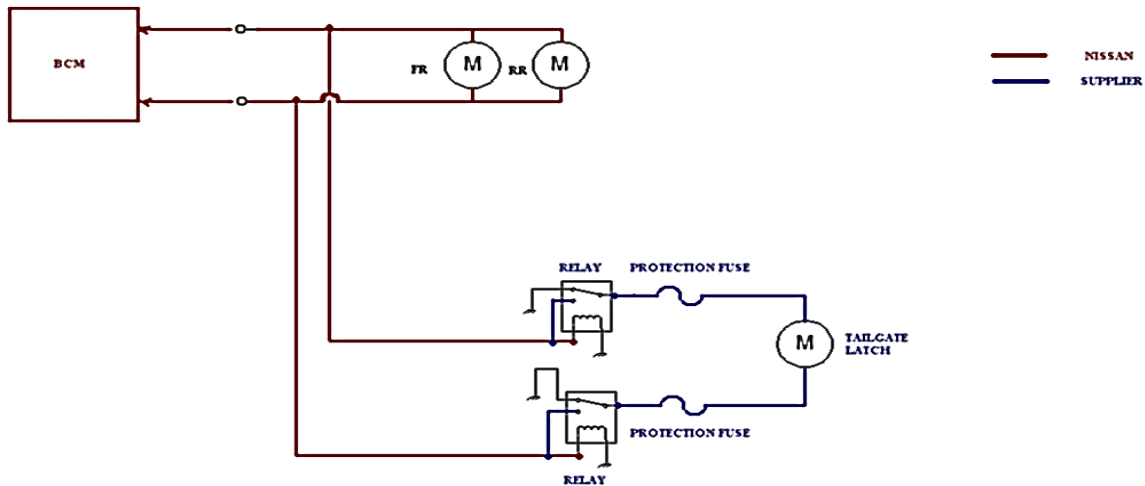 BCM
FR
M
RR
M
NISSAN
SUPPLIER
RELAY
PROTECTION FUSE
M
TAILGATE
LATCH
PROTECTION FUSE
RELAY